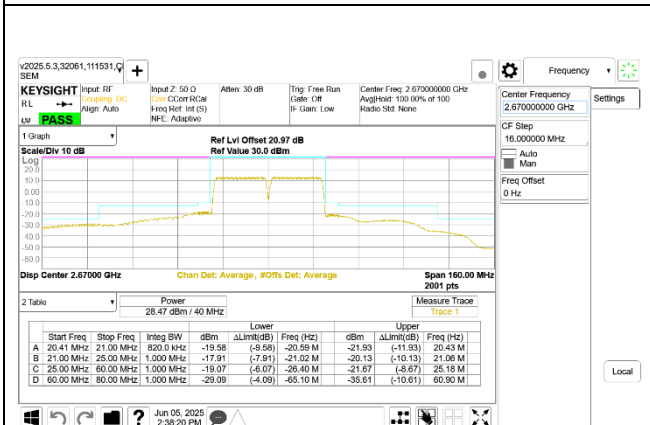 v2025.5.3,32061,111531,
SEM
Frequency
KEYSIGHT
R L
LXI PASS
Input: RF
Coupling: DC
Align: Auto
Input Z: 50 Ω
Corr CCorr RCal
Freq Ref: Int (S)
NFE: Adaptive
Atten: 30 dB
Trig: Free Run
Gate: Off
IF Gain: Low
Center Freq: 2.670000000 GHz
Avg|Hold: 100.00% of 100
Radio Std: None
Center Frequency
2.670000000 GHz
Settings
CF Step
16.000000 MHz
Auto
Man
Freq Offset
0 Hz
1 Graph
Scale/Div 10 dB
Ref Lvl Offset 20.97 dB
Ref Value 30.0 dBm
Log
20.0
10.0
0.00
-10.0
-20.0
-30.0
-40.0
-50.0
-60.0
Disp Center 2.67000 GHz
Chan Det: Average, #Offs Det: Average
Span 160.00 MHz
2001 pts
2 Table
Power
28.47 dBm / 40 MHz
Measure Trace
Trace 1
Lower Upper
Start Freq Stop Freq Integ BW dBm ΔLimit(dB) Freq (Hz) dBm ΔLimit(dB) Freq (Hz)
A 20.41 MHz 21.00 MHz 820.0 kHz -19.58 (-9.58) -20.59 M -21.93 (-11.93) 20.43 M
B 21.00 MHz 25.00 MHz 1.000 MHz -17.91 (-7.91) -21.02 M -20.13 (-10.13) 21.06 M
C 25.00 MHz 60.00 MHz 1.000 MHz -19.07 (-6.07) -26.40 M -21.67 (-8.67) 25.18 M
D 60.00 MHz 80.00 MHz 1.000 MHz -29.09 (-4.09) -65.10 M -35.61 (-10.61) 60.90 M
Local
Jun 05, 2025
2:38:20 PM